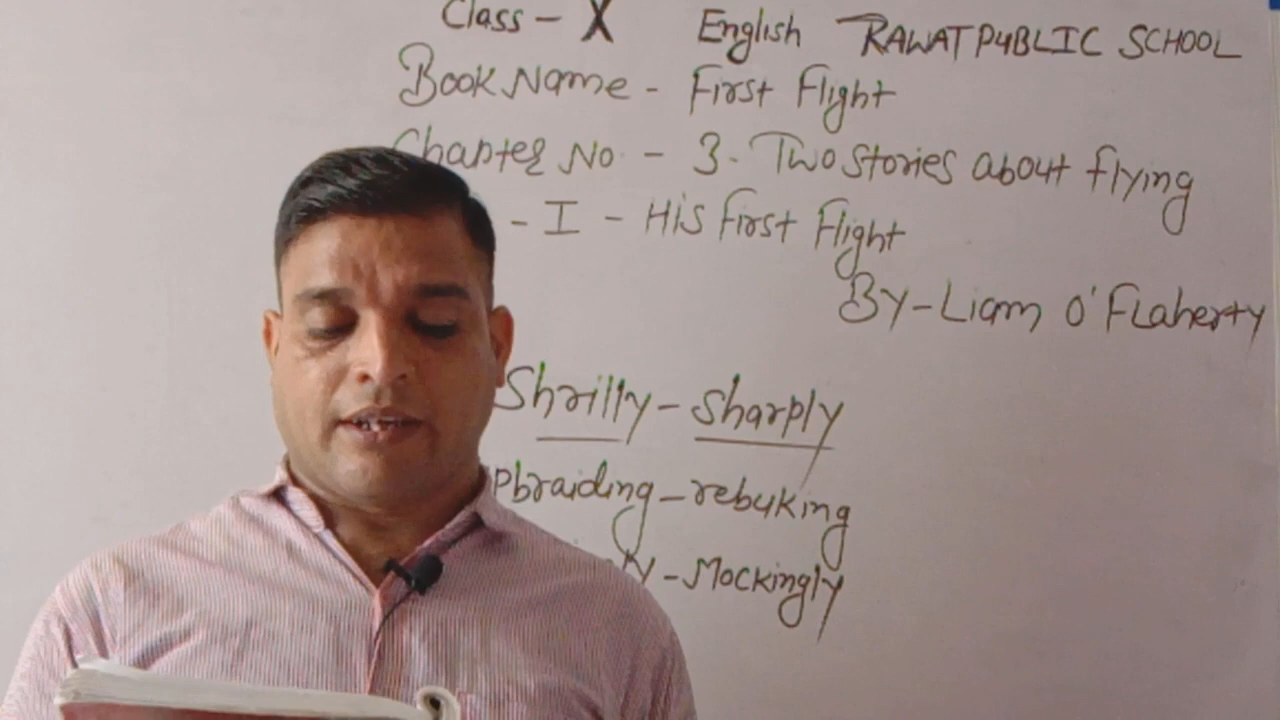 Class - X English RAWAT PUBLIC SCHOOL
Book Name - First Flight
Chapter No - 3. Two Stories about flying
- I - His First Flight
By - Liam O'Flaherty
Shrilly - Sharply
pbraiding - rebuking
y - Mockingly